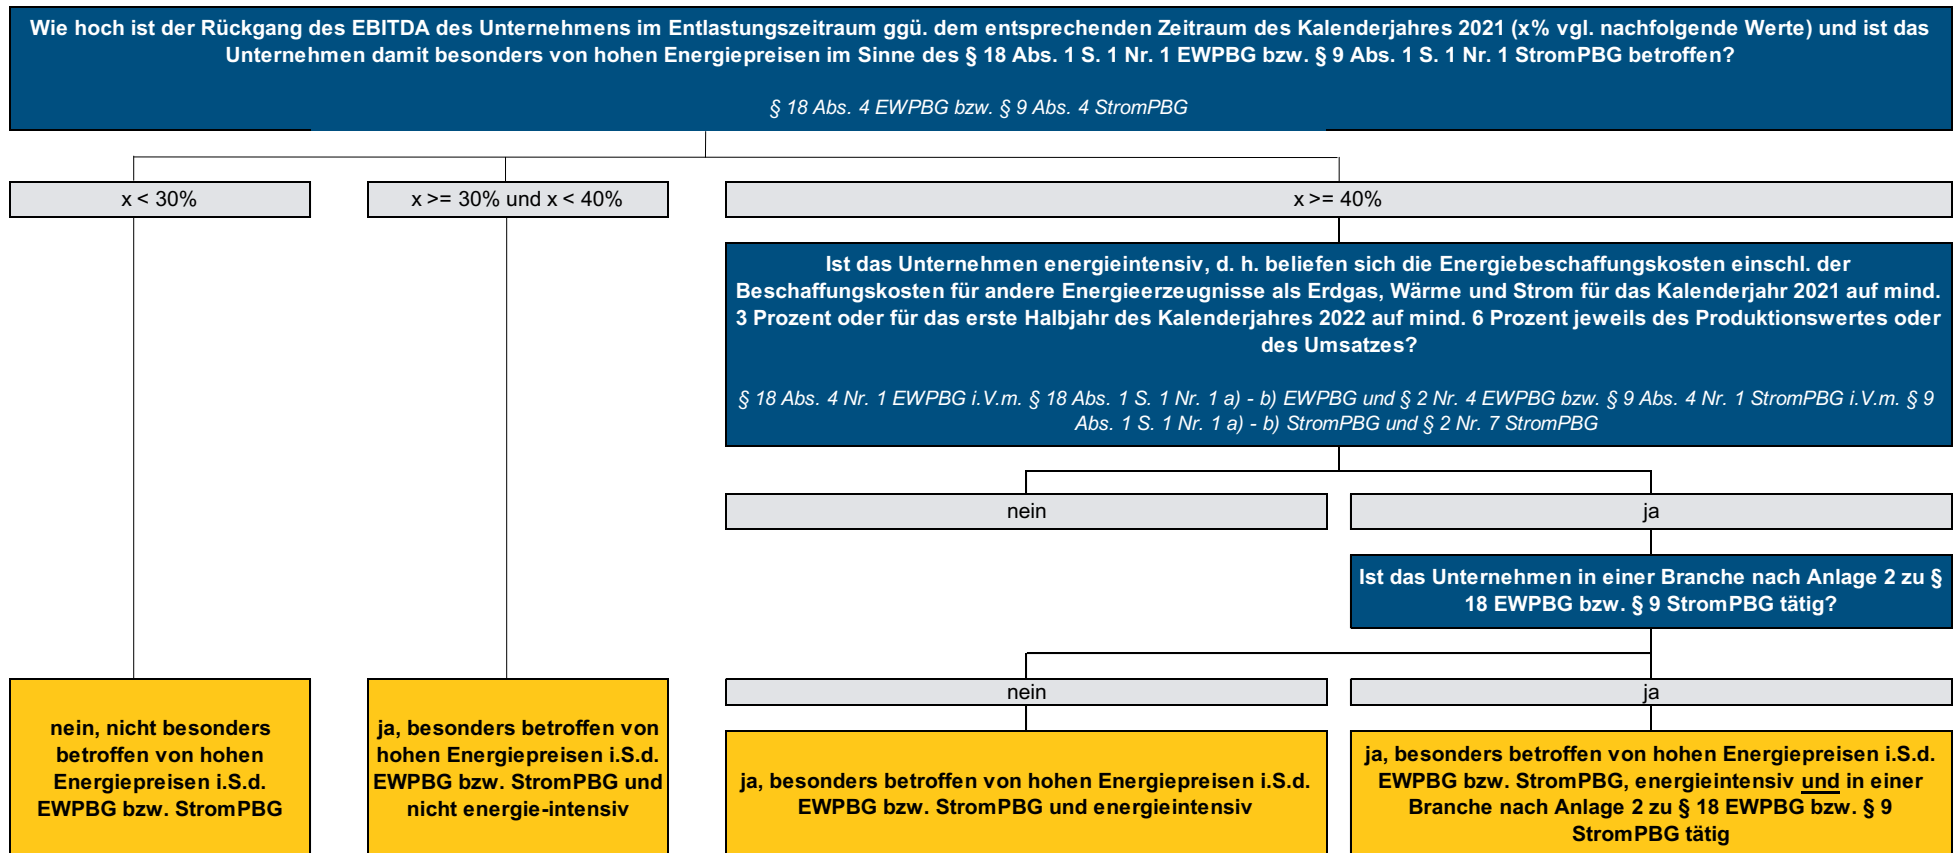 Wie hoch ist der Rückgang des EBITDA des Unternehmens im Entlastungszeitraum ggü. dem entsprechenden Zeitraum des Kalenderjahres 2021 (x% vgl. nachfolgende Werte) und ist das
Unternehmen damit besonders von hohen Energiepreisen im Sinne des § 18 Abs. 1 S. 1 Nr. 1 EWPBG bzw. § 9 Abs. 1 S. 1 Nr. 1 StromPBG betroffen?
§ 18 Abs. 4 EWPBG bzw. § 9 Abs. 4 StromPBG
x < 30%
x >= 30% und x < 40%
x >= 40%
Ist das Unternehmen energieintensiv, d. h. beliefen sich die Energiebeschaffungskosten einschl. der
Beschaffungskosten für andere Energieerzeugnisse als Erdgas, Wärme und Strom für das Kalenderjahr 2021 auf mind.
3 Prozent oder für das erste Halbjahr des Kalenderjahres 2022 auf mind. 6 Prozent jeweils des Produktionswertes oder
des Umsatzes?
§ 18 Abs. 4 Nr. 1 EWPBG i.V.m. § 18 Abs. 1 S. 1 Nr. 1 a) - b) EWPBG und § 2 Nr. 4 EWPBG bzw. § 9 Abs. 4 Nr. 1 StromPBG i.V.m. § 9
Abs. 1 S. 1 Nr. 1 a) - b) StromPBG und § 2 Nr. 7 StromPBG
nein
ja
Ist das Unternehmen in einer Branche nach Anlage 2 zu §
18 EWPBG bzw. § 9 StromPBG tätig?
nein
ja
nein, nicht besonders
betroffen von hohen
Energiepreisen i.S.d.
EWPBG bzw. StromPBG
ja, besonders betroffen von
hohen Energiepreisen i.S.d.
EWPBG bzw. StromPBG und
nicht energie-intensiv
ja, besonders betroffen von hohen Energiepreisen i.S.d.
EWPBG bzw. StromPBG und energieintensiv
ja, besonders betroffen von hohen Energiepreisen i.S.d.
EWPBG bzw. StromPBG, energieintensiv und in einer
Branche nach Anlage 2 zu § 18 EWPBG bzw. § 9
StromPBG tätig